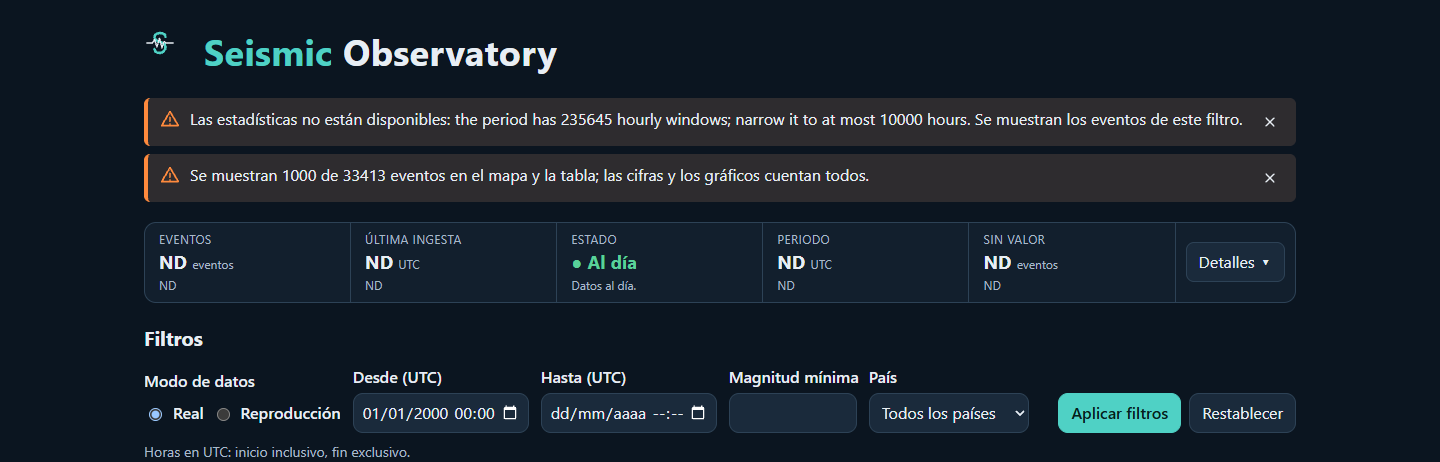 Seismic Observatory
Las estadísticas no están disponibles: the period has 235645 hourly windows; narrow it to at most 10000 hours. Se muestran los eventos de este filtro. ×
Se muestran 1000 de 33413 eventos en el mapa y la tabla; las cifras y los gráficos cuentan todos. ×
EVENTOS
ND eventos
ND
ÚLTIMA INGESTA
ND UTC
ND
ESTADO
● Al día
Datos al día.
PERIODO
ND UTC
ND
SIN VALOR
ND eventos
ND
Detalles ▼
Filtros
Modo de datos
Real Reproducción
Desde (UTC)
01/01/2000 00:00
Hasta (UTC)
dd/mm/aaaa --:--
Magnitud mínima
País
Todos los países
Aplicar filtros
Restablecer
Horas en UTC: inicio inclusivo, fin exclusivo.